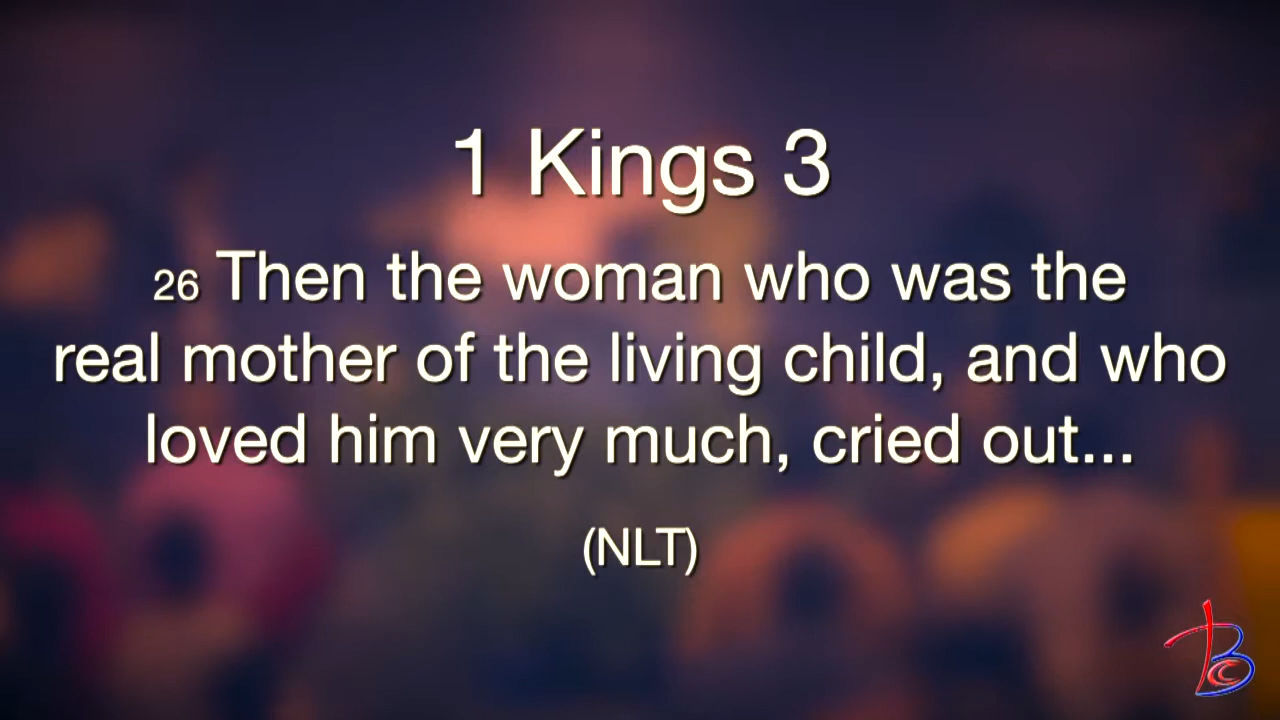 1 Kings 3
26 Then the woman who was the
real mother of the living child, and who
loved him very much, cried out...
(NLT)